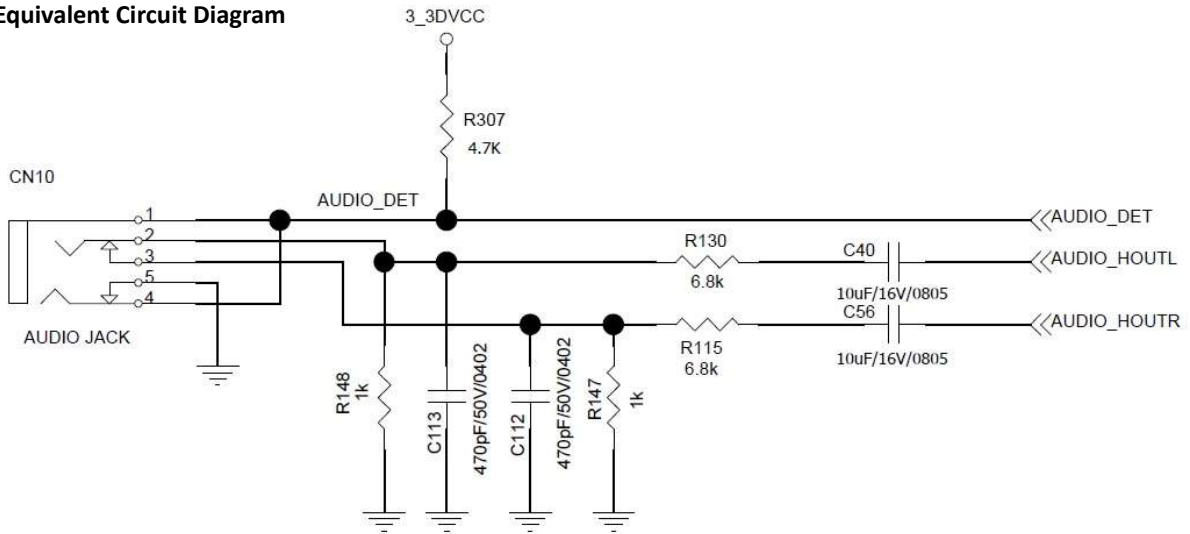 Equivalent Circuit Diagram
3_3DVCC
R307
4.7K
CN10
AUDIO_DET
AUDIO_DET
1
2
3
5
4
R130
6.8k
C40
10uF/16V/0805
AUDIO_HOUTL
C56
10uF/16V/0805
AUDIO_HOUTR
R115
6.8k
AUDIO JACK
R148
1k
C113
470pF/50V/0402
C112
470pF/50V/0402
R147
1k